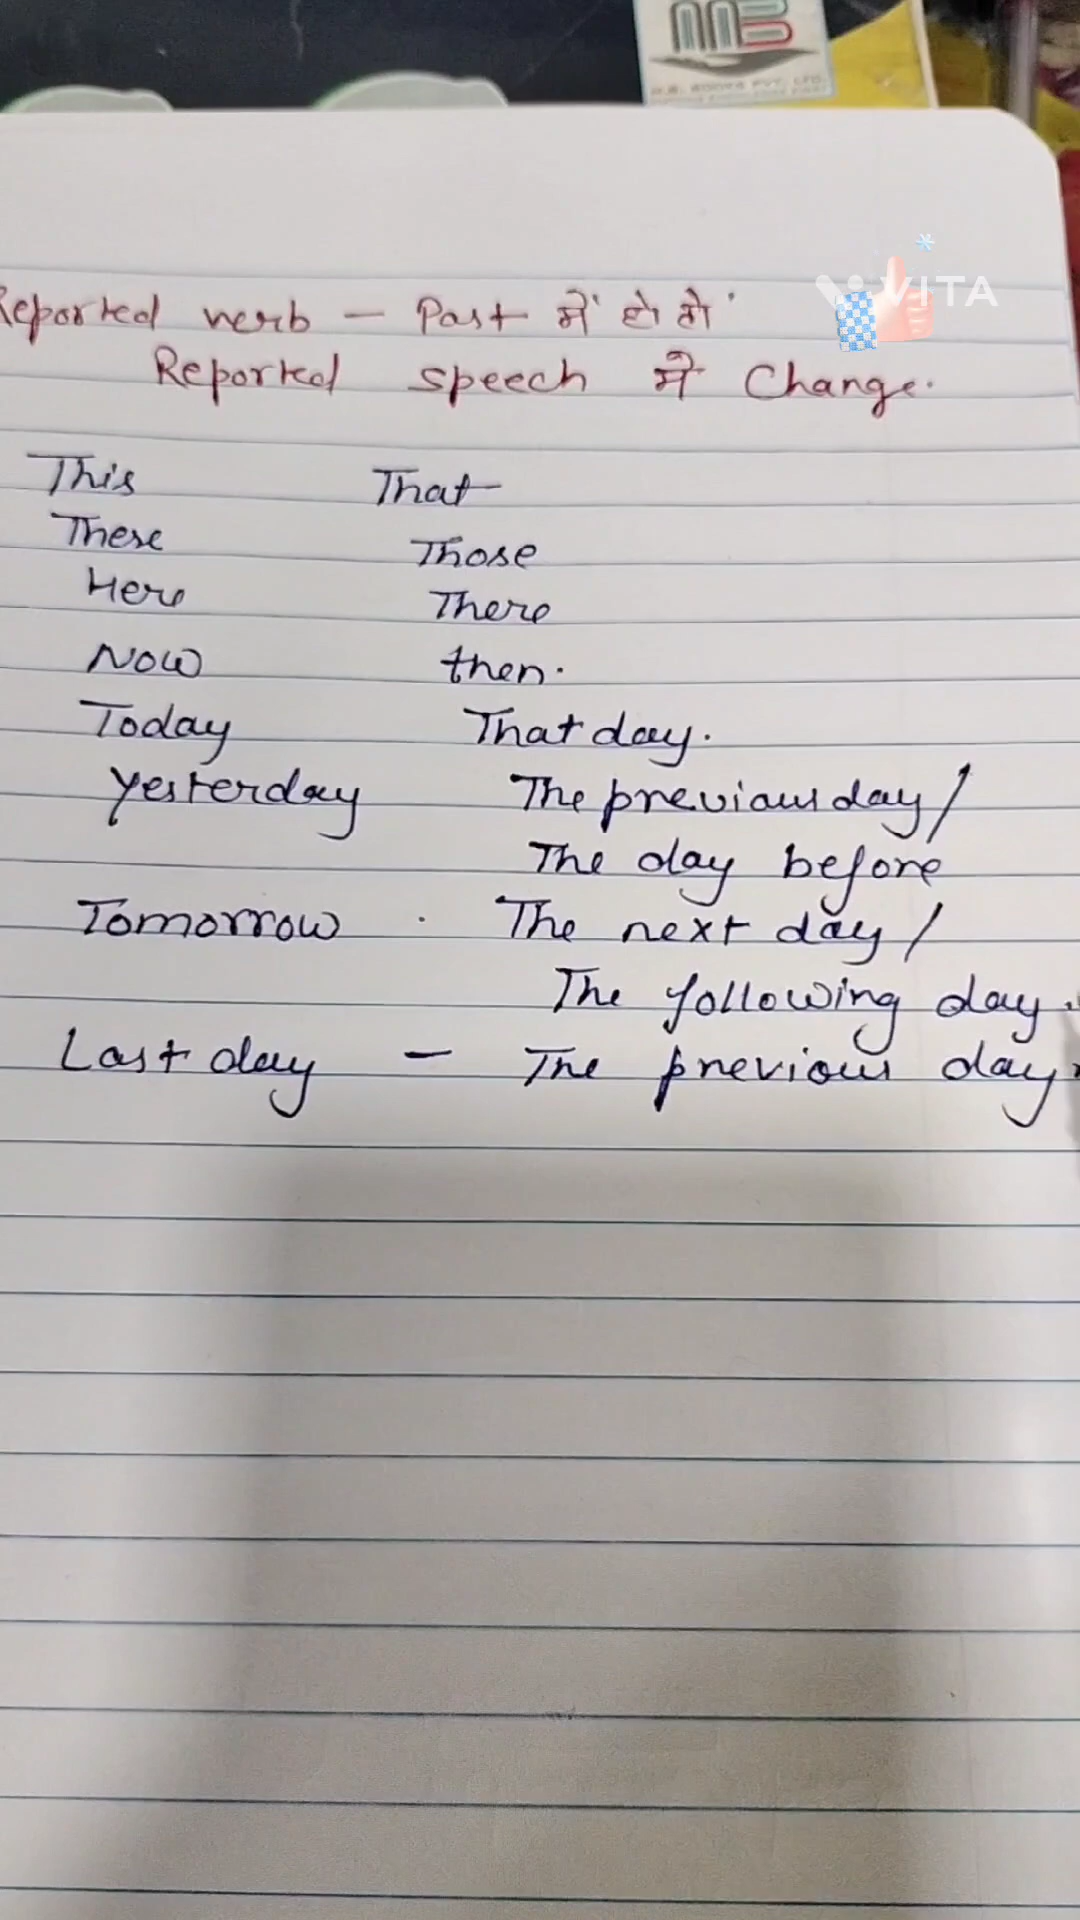 Reported verb – Past में हो तो
Reported speech में Change.
This That
These Those
Here There
Now then.
Today That day.
Yesterday The previous day /
The day before
Tomorrow . The next day /
The following day.
Last day – The previous day
VITA